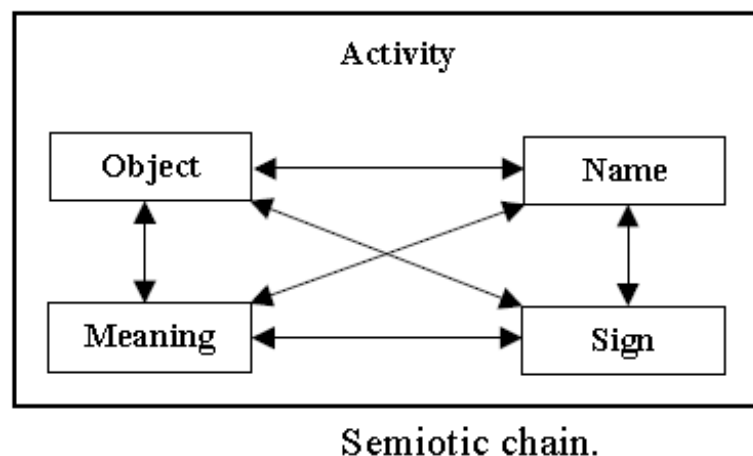 Activity
Object
Name
Meaning
Sign
Semiotic chain.